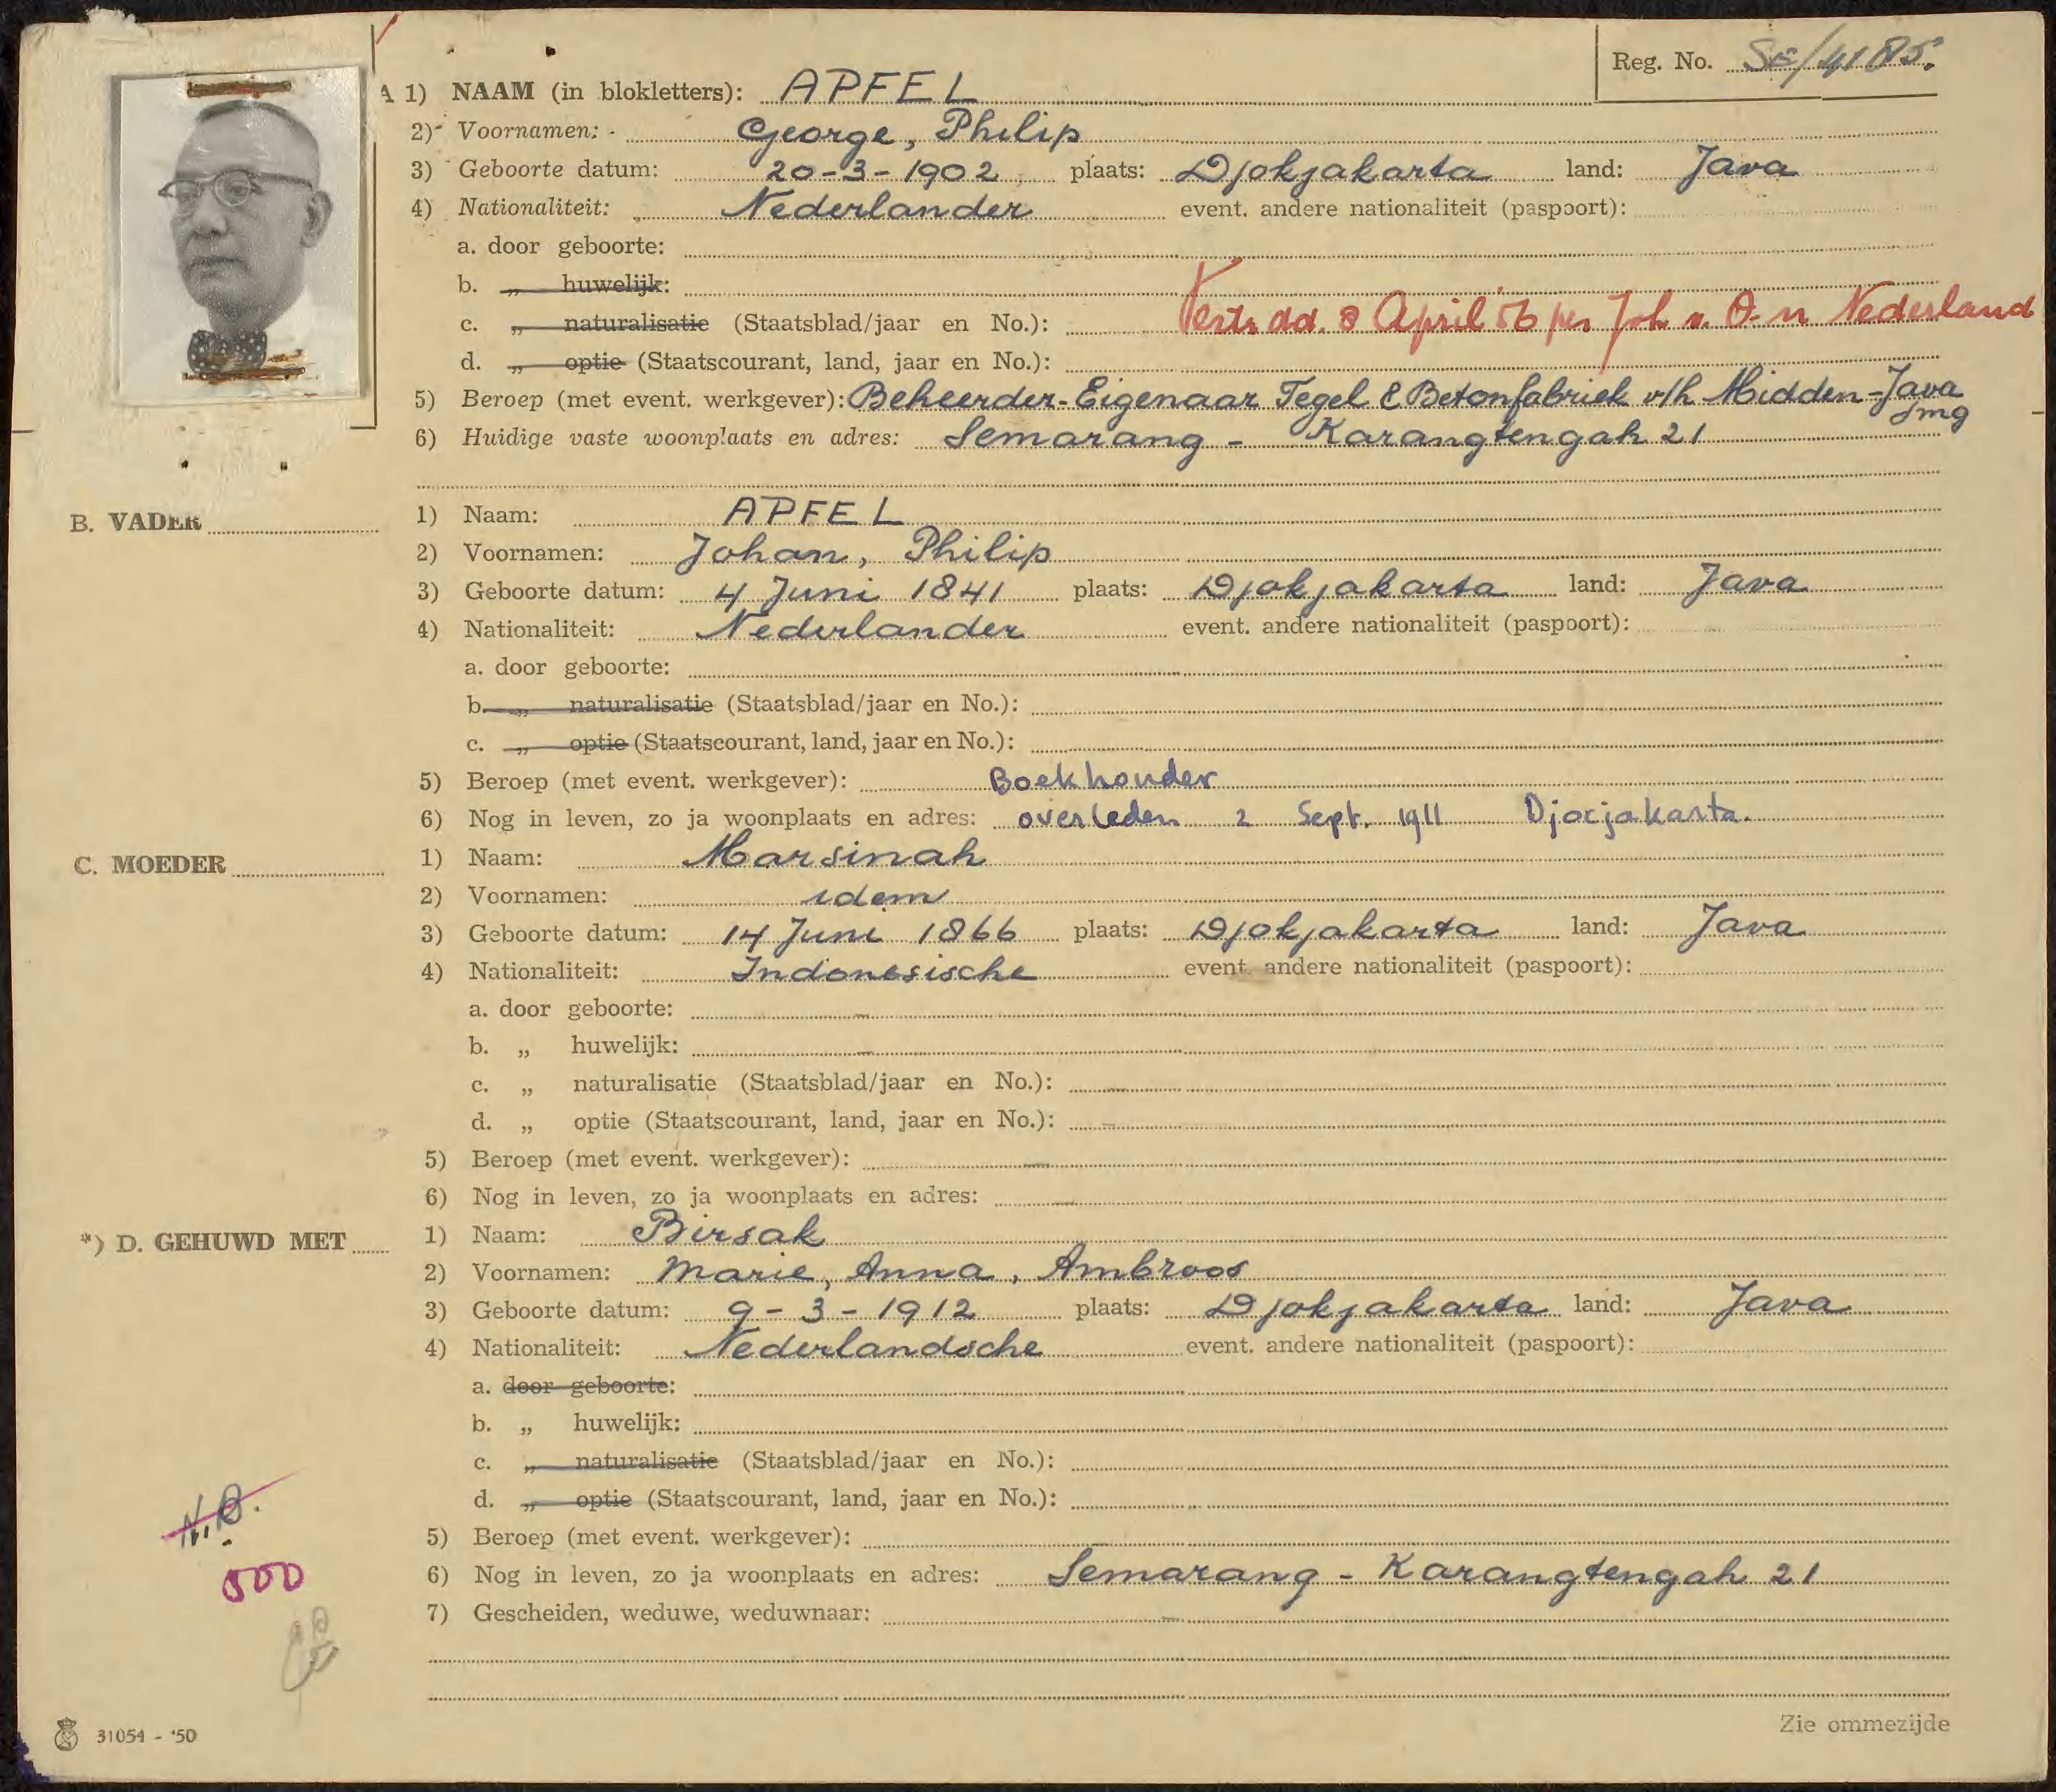 Reg. No. SE/4185.
A 1) NAAM (in blokletters): APFEL
2) Voornamen: George, Philip
3) Geboorte datum: 20-3-1902 plaats: Djokjakarta land: Java
4) Nationaliteit: Nederlander event. andere nationaliteit (paspoort):
a. door geboorte:
b. „ huwelijk:
c. „ naturalisatie (Staatsblad/jaar en No.):
Vertr. dd. 8 April '56 per Joh. v. O. n Nederland
d. „ optie (Staatscourant, land, jaar en No.):
5) Beroep (met event. werkgever): Beheerder-Eigenaar Tegel & Betonfabriek v/h Midden-Java
Smg
6) Huidige vaste woonplaats en adres: Semarang - Karangtengah 21
B. VADER
1) Naam: APFEL
2) Voornamen: Johan, Philip
3) Geboorte datum: 4 Juni 1841 plaats: Djokjakarta land: Java
4) Nationaliteit: Nederlander event. andere nationaliteit (paspoort):
a. door geboorte:
b. „ naturalisatie (Staatsblad/jaar en No.):
c. „ optie (Staatscourant, land, jaar en No.):
5) Beroep (met event. werkgever): Boekhouder
6) Nog in leven, zo ja woonplaats en adres: overleden 2 Sept. 1911 Djocjakarta.
C. MOEDER
1) Naam: Marsinah
2) Voornamen: idem
3) Geboorte datum: 14 Juni 1866 plaats: Djokjakarta land: Java
4) Nationaliteit: Indonesische event. andere nationaliteit (paspoort):
a. door geboorte: -
b. „ huwelijk: -
c. „ naturalisatie (Staatsblad/jaar en No.): -
d. „ optie (Staatscourant, land, jaar en No.): -
5) Beroep (met event. werkgever): -
6) Nog in leven, zo ja woonplaats en adres: -
*) D. GEHUWD MET
1) Naam: Birsak
2) Voornamen: Marie, Anna, Ambroos
3) Geboorte datum: 9-3-1912 plaats: Djokjakarta land: Java
4) Nationaliteit: Nederlandsche event. andere nationaliteit (paspoort):
a. door geboorte:
b. „ huwelijk:
c. „ naturalisatie (Staatsblad/jaar en No.):
d. „ optie (Staatscourant, land, jaar en No.):
5) Beroep (met event. werkgever):
6) Nog in leven, zo ja woonplaats en adres: Semarang - Karangtengah 21
7) Gescheiden, weduwe, weduwnaar: -
N.B.
500
31054 - '50
Zie ommezijde